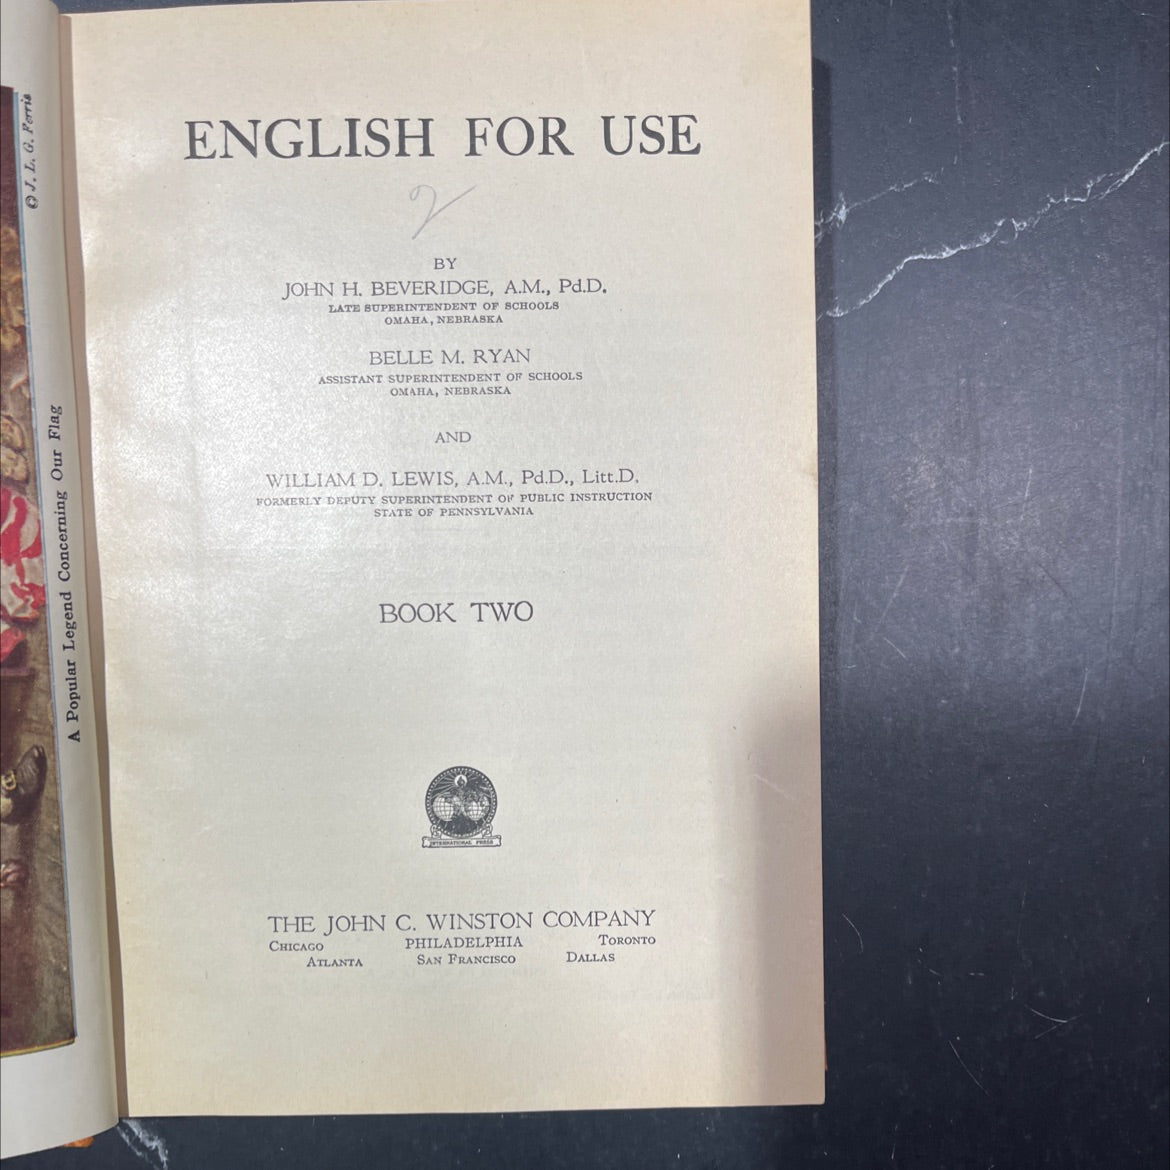 © J. L. G. Ferris
A Popular Legend Concerning Our Flag
ENGLISH FOR USE
2
BY
JOHN H. BEVERIDGE, A.M., Pd.D.
LATE SUPERINTENDENT OF SCHOOLS
OMAHA, NEBRASKA
BELLE M. RYAN
ASSISTANT SUPERINTENDENT OF SCHOOLS
OMAHA, NEBRASKA
AND
WILLIAM D. LEWIS, A.M., Pd.D., Litt.D.
FORMERLY DEPUTY SUPERINTENDENT OF PUBLIC INSTRUCTION
STATE OF PENNSYLVANIA
BOOK TWO
INTERNATIONAL PRESS
THE JOHN C. WINSTON COMPANY
CHICAGO PHILADELPHIA TORONTO
ATLANTA SAN FRANCISCO DALLAS